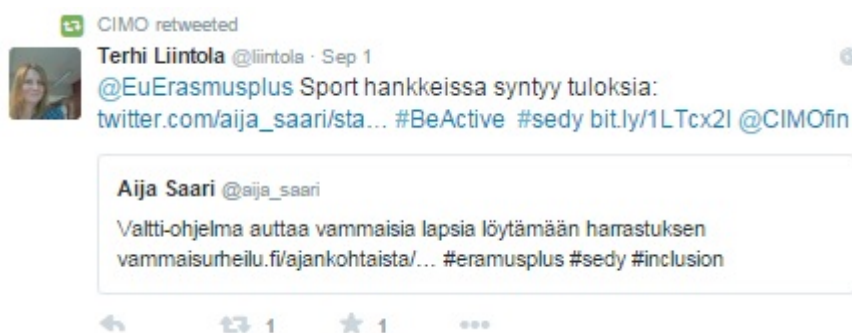 CIMO retweeted
Terhi Liintola @liintola · Sep 1
@EuErasmusplus Sport hankkeissa syntyy tuloksia:
twitter.com/aija_saari/sta... #BeActive #sedy bit.ly/1LTcx2I @CIMOfin
Aija Saari @aija_saari
Valtti-ohjelma auttaa vammaisia lapsia löytämään harrastuksen
vammaisurheilu.fi/ajankohtaista/... #eramusplus #sedy #inclusion
1 1